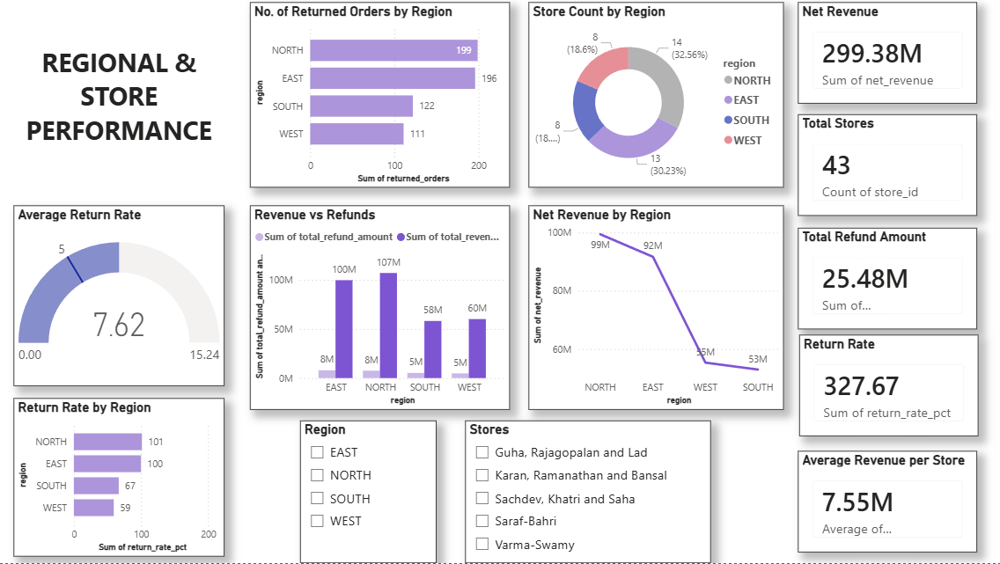 REGIONAL &
STORE
PERFORMANCE
No. of Returned Orders by Region
region
NORTH
199
EAST
196
SOUTH
122
WEST
111
0
100
200
Sum of returned_orders
Store Count by Region
8
(18.6%)
14
(32.56%)
8
(18....)
13
(30.23%)
region
NORTH
EAST
SOUTH
WEST
Net Revenue
299.38M
Sum of net_revenue
Total Stores
43
Count of store_id
Average Return Rate
5
7.62
0.00
15.24
Revenue vs Refunds
Sum of total_refund_amount
Sum of total_reven...
Sum of total_refund_amount an...
100M
50M
0M
8M
100M
8M
107M
5M
58M
5M
60M
EAST
NORTH
SOUTH
WEST
region
Net Revenue by Region
Sum of net_revenue
100M
80M
60M
99M
92M
55M
53M
NORTH
EAST
WEST
SOUTH
region
Total Refund Amount
25.48M
Sum of...
Return Rate
327.67
Sum of return_rate_pct
Return Rate by Region
region
NORTH
101
EAST
100
SOUTH
67
WEST
59
0
100
200
Sum of return_rate_pct
Region
EAST
NORTH
SOUTH
WEST
Stores
Guha, Rajagopalan and Lad
Karan, Ramanathan and Bansal
Sachdev, Khatri and Saha
Saraf-Bahri
Varma-Swamy
Average Revenue per Store
7.55M
Average of...